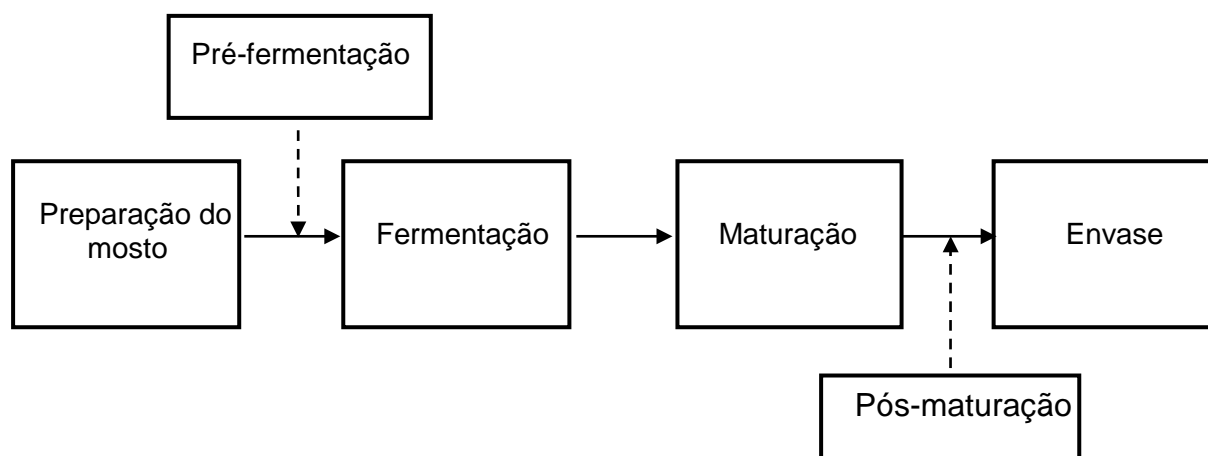 Pré-fermentação
Preparação do
mosto
Fermentação
Maturação
Envase
Pós-maturação